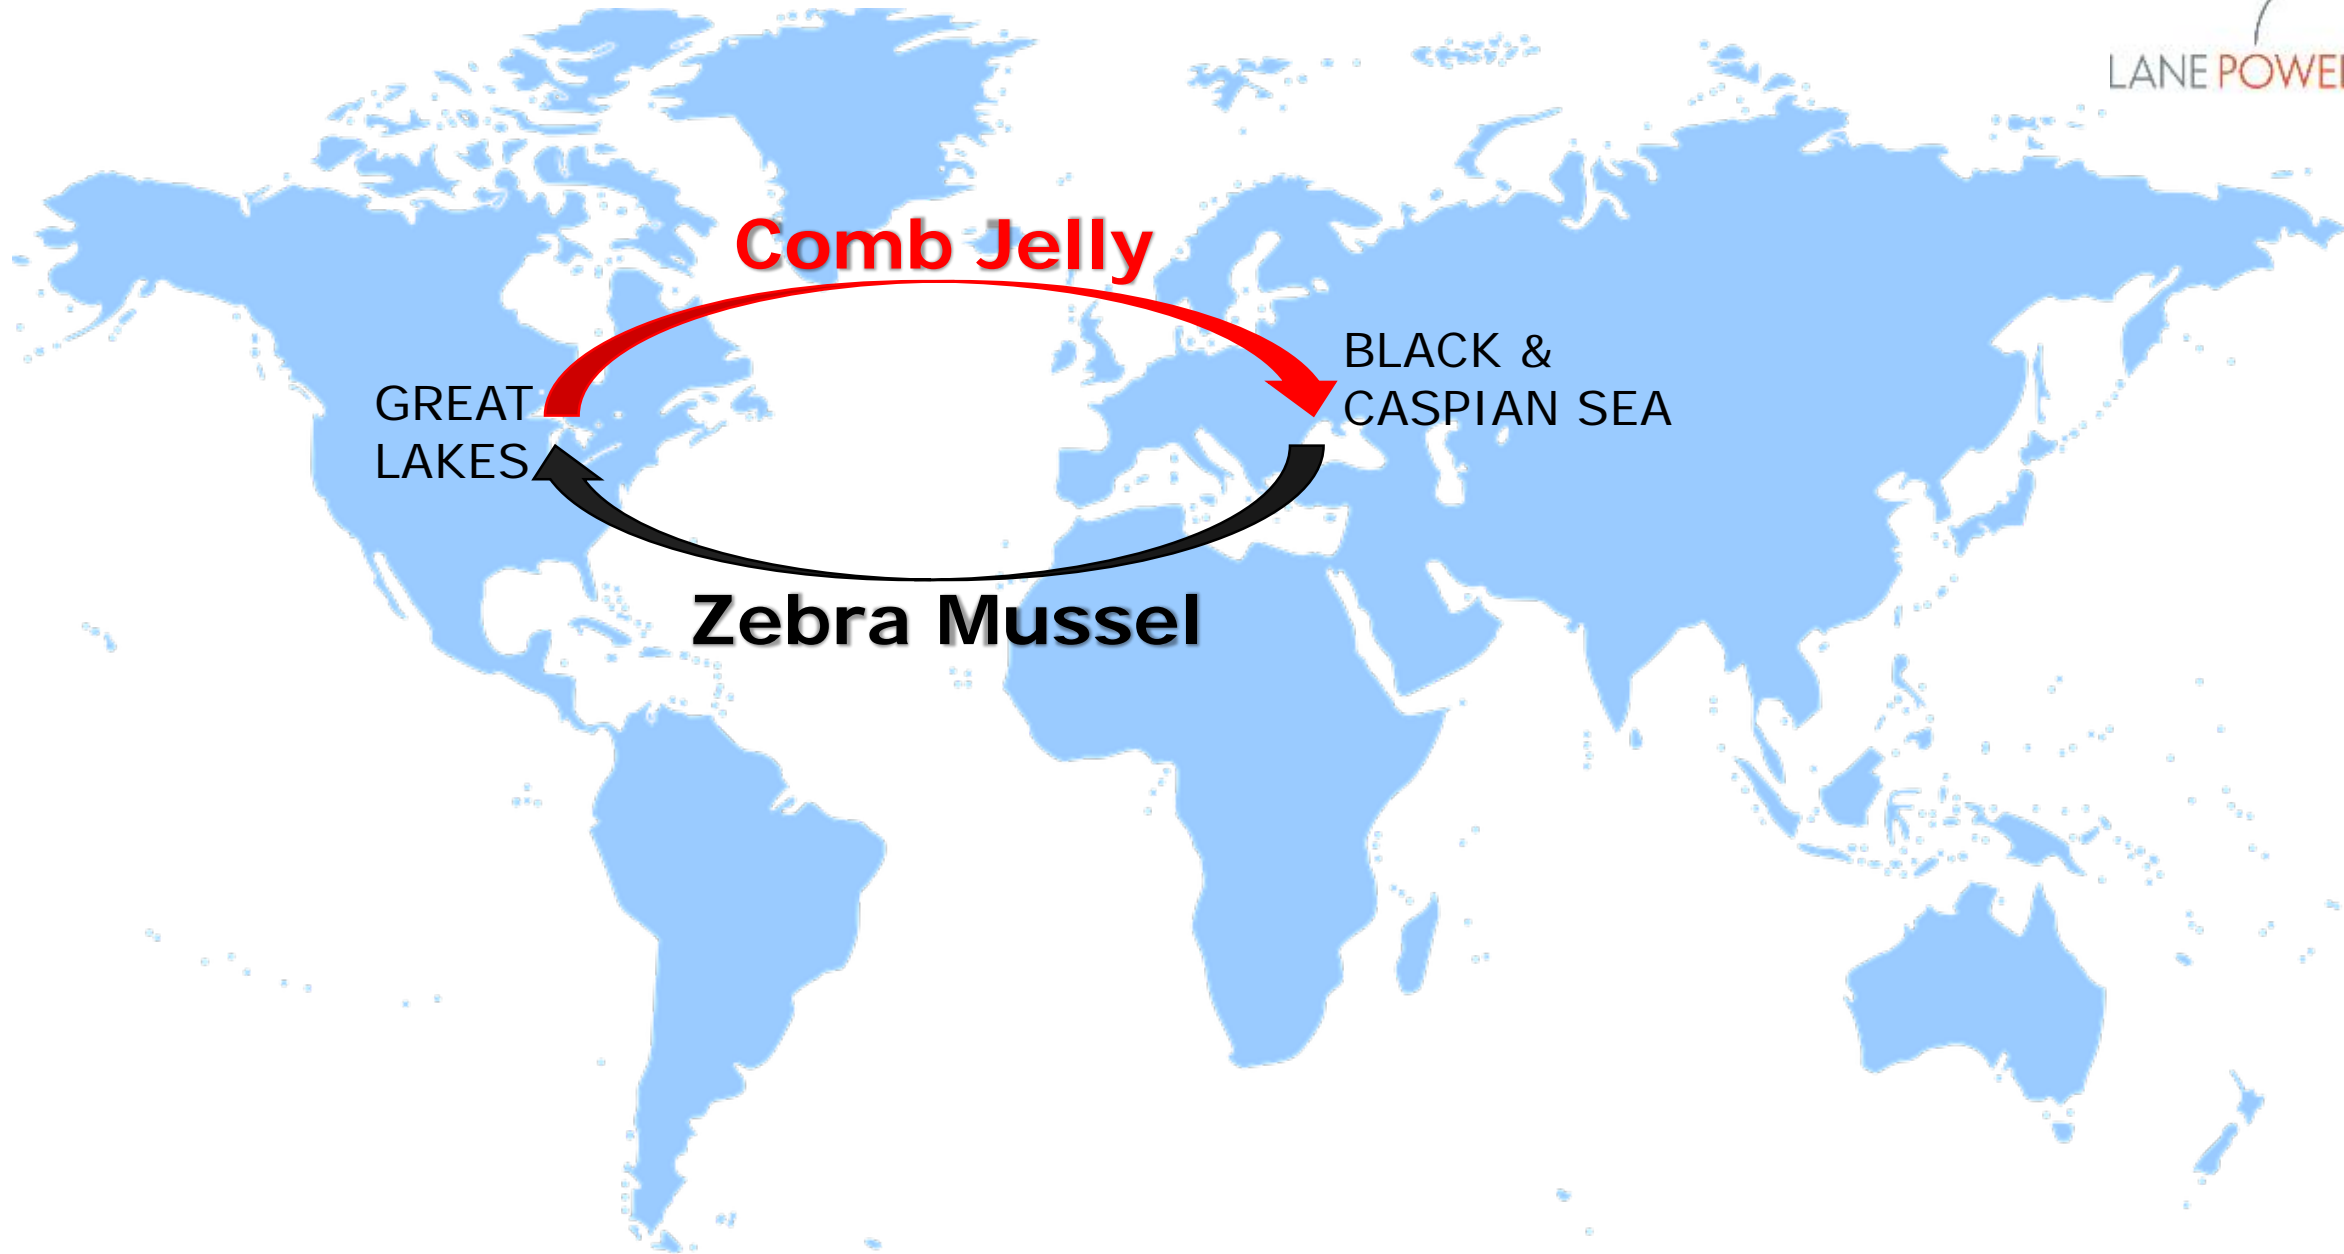 LANE POWE
Comb Jelly
BLACK &
CASPIAN SEA
GREAT
LAKES
Zebra Mussel